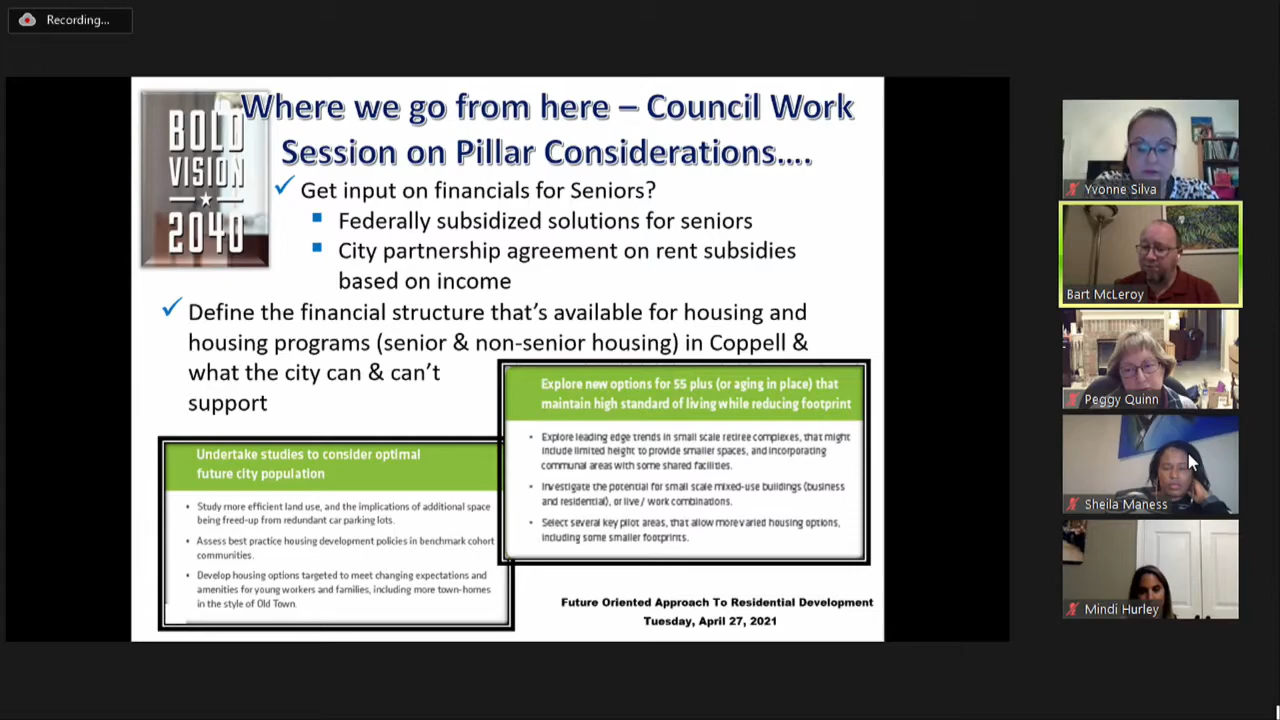 Recording...
BOLD
VISION
2040
Where we go from here – Council Work
Session on Pillar Considerations….
Get input on financials for Seniors?
Federally subsidized solutions for seniors
City partnership agreement on rent subsidies
based on income
Define the financial structure that's available for housing and
housing programs (senior & non-senior housing) in Coppell &
what the city can & can't
support
Undertake studies to consider optimal
future city population
• Study more efficient land use, and the implications of additional space
being freed-up from redundant car parking lots.
• Assess best practice housing development policies in benchmark cohort
communities.
• Develop housing options targeted to meet changing expectations and
amenities for young workers and families, including more town-homes
in the style of Old Town.
Explore new options for 55 plus (or aging in place) that
maintain high standard of living while reducing footprint
• Explore leading edge trends in small scale retiree complexes, that might
include limited height to provide smaller spaces, and incorporating
communal areas with some shared facilities.
• Investigate the potential for small scale mixed-use buildings (business
and residential), or live / work combinations.
• Select several key pilot areas, that allow more varied housing options,
including some smaller footprints.
Future Oriented Approach To Residential Development
Tuesday, April 27, 2021
Yvonne Silva
Bart McLeroy
Peggy Quinn
Sheila Maness
Mindi Hurley